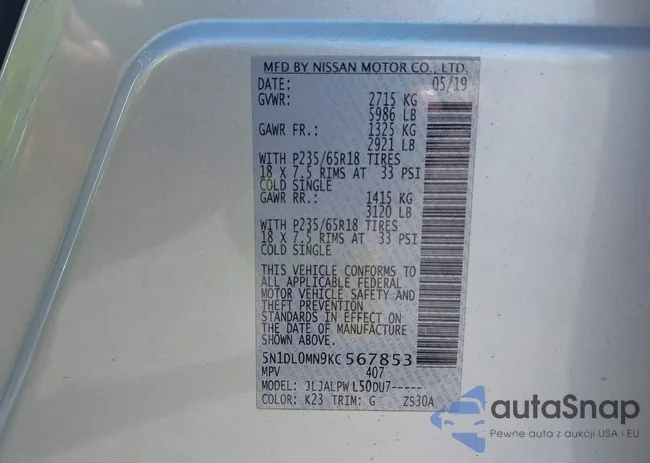 MFD BY NISSAN MOTOR CO., LTD.
DATE: 05/19
GVWR: 2715 KG
5986 LB
GAWR FR.: 1325 KG
2921 LB
WITH P235/65R18 TIRES
18 X 7.5 RIMS AT 33 PSI
COLD SINGLE
GAWR RR.: 1415 KG
3120 LB
WITH P235/65R18 TIRES
18 X 7.5 RIMS AT 33 PSI
COLD SINGLE
THIS VEHICLE CONFORMS TO
ALL APPLICABLE FEDERAL
MOTOR VEHICLE SAFETY AND
THEFT PREVENTION
STANDARDS IN EFFECT ON
THE DATE OF MANUFACTURE
SHOWN ABOVE.
5N1DL0MN9KC567853
MPV 407
MODEL: JLJALPW L50DU7-----
COLOR: K23 TRIM: G ZS30A
autaSnap
Pewne auta z aukcji USA i EU